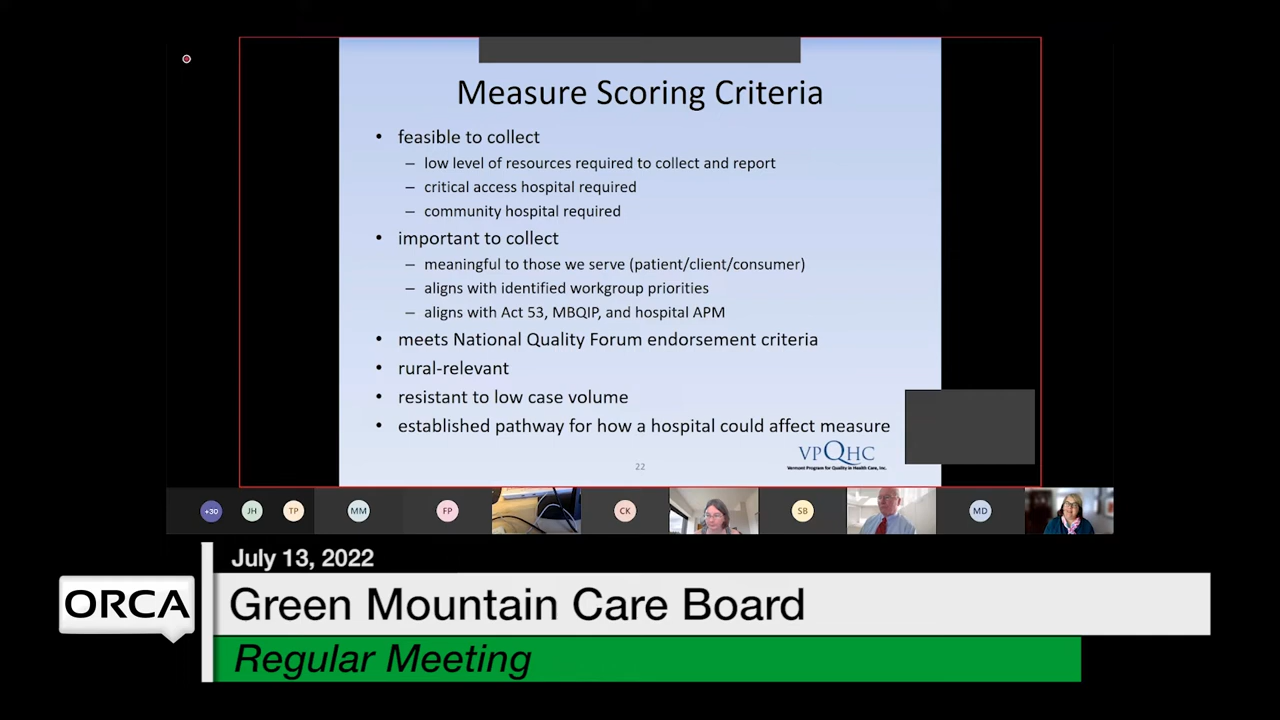 Measure Scoring Criteria
• feasible to collect
– low level of resources required to collect and report
– critical access hospital required
– community hospital required
• important to collect
– meaningful to those we serve (patient/client/consumer)
– aligns with identified workgroup priorities
– aligns with Act 53, MBQIP, and hospital APM
• meets National Quality Forum endorsement criteria
• rural-relevant
• resistant to low case volume
• established pathway for how a hospital could affect measure
VPQHC
Vermont Program for Quality in Health Care, Inc.
22
+30 JH TP MM FP CK SB MD
July 13, 2022
ORCA
Green Mountain Care Board
Regular Meeting